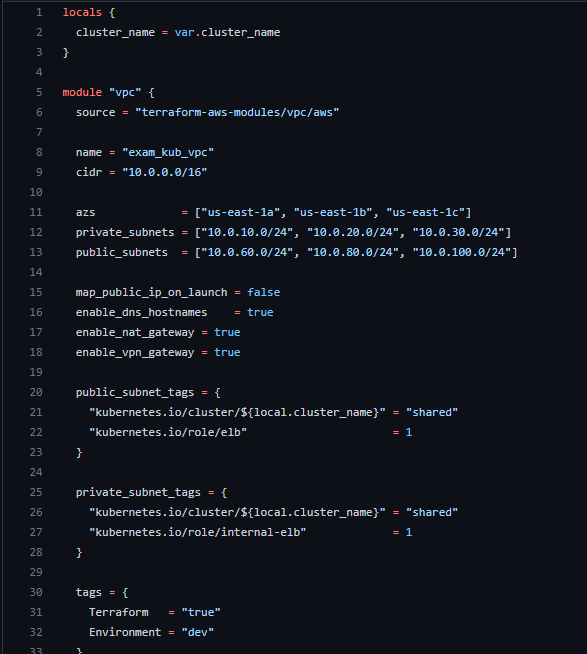 1 locals {
2   cluster_name = var.cluster_name
3 }
4
5 module "vpc" {
6   source = "terraform-aws-modules/vpc/aws"
7
8   name = "exam_kub_vpc"
9   cidr = "10.0.0.0/16"
10
11   azs             = ["us-east-1a", "us-east-1b", "us-east-1c"]
12   private_subnets = ["10.0.10.0/24", "10.0.20.0/24", "10.0.30.0/24"]
13   public_subnets  = ["10.0.60.0/24", "10.0.80.0/24", "10.0.100.0/24"]
14
15   map_public_ip_on_launch = false
16   enable_dns_hostnames    = true
17   enable_nat_gateway = true
18   enable_vpn_gateway = true
19
20   public_subnet_tags = {
21     "kubernetes.io/cluster/${local.cluster_name}" = "shared"
22     "kubernetes.io/role/elb"                      = 1
23   }
24
25   private_subnet_tags = {
26     "kubernetes.io/cluster/${local.cluster_name}" = "shared"
27     "kubernetes.io/role/internal-elb"             = 1
28   }
29
30   tags = {
31     Terraform   = "true"
32     Environment = "dev"
33   }